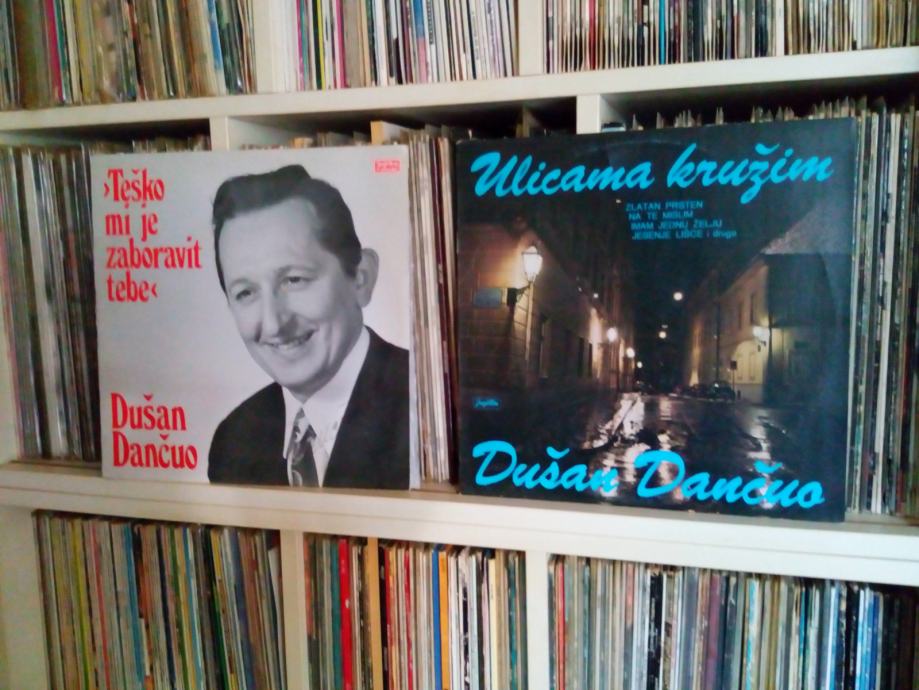 ›Teško
mi je
zaboravit
tebe‹
Dušan
Dančuo
Ulicama kružim
ZLATAN PRSTEN
NA TE MISLIM
IMAM JEDNU ŽELJU
JESENJE LIŠĆE i druge
Jugoton
Dušan Dančuo